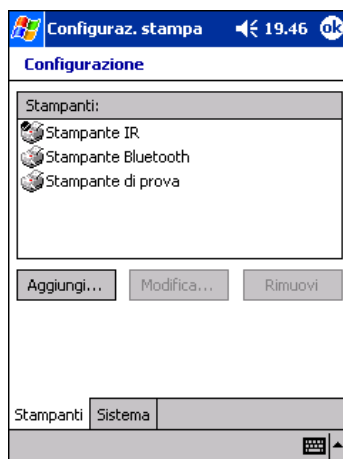 Configuraz. stampa 19.46 ok
Configurazione
Stampanti:
Stampante IR
Stampante Bluetooth
Stampante di prova
Aggiungi... Modifica... Rimuovi
Stampanti Sistema